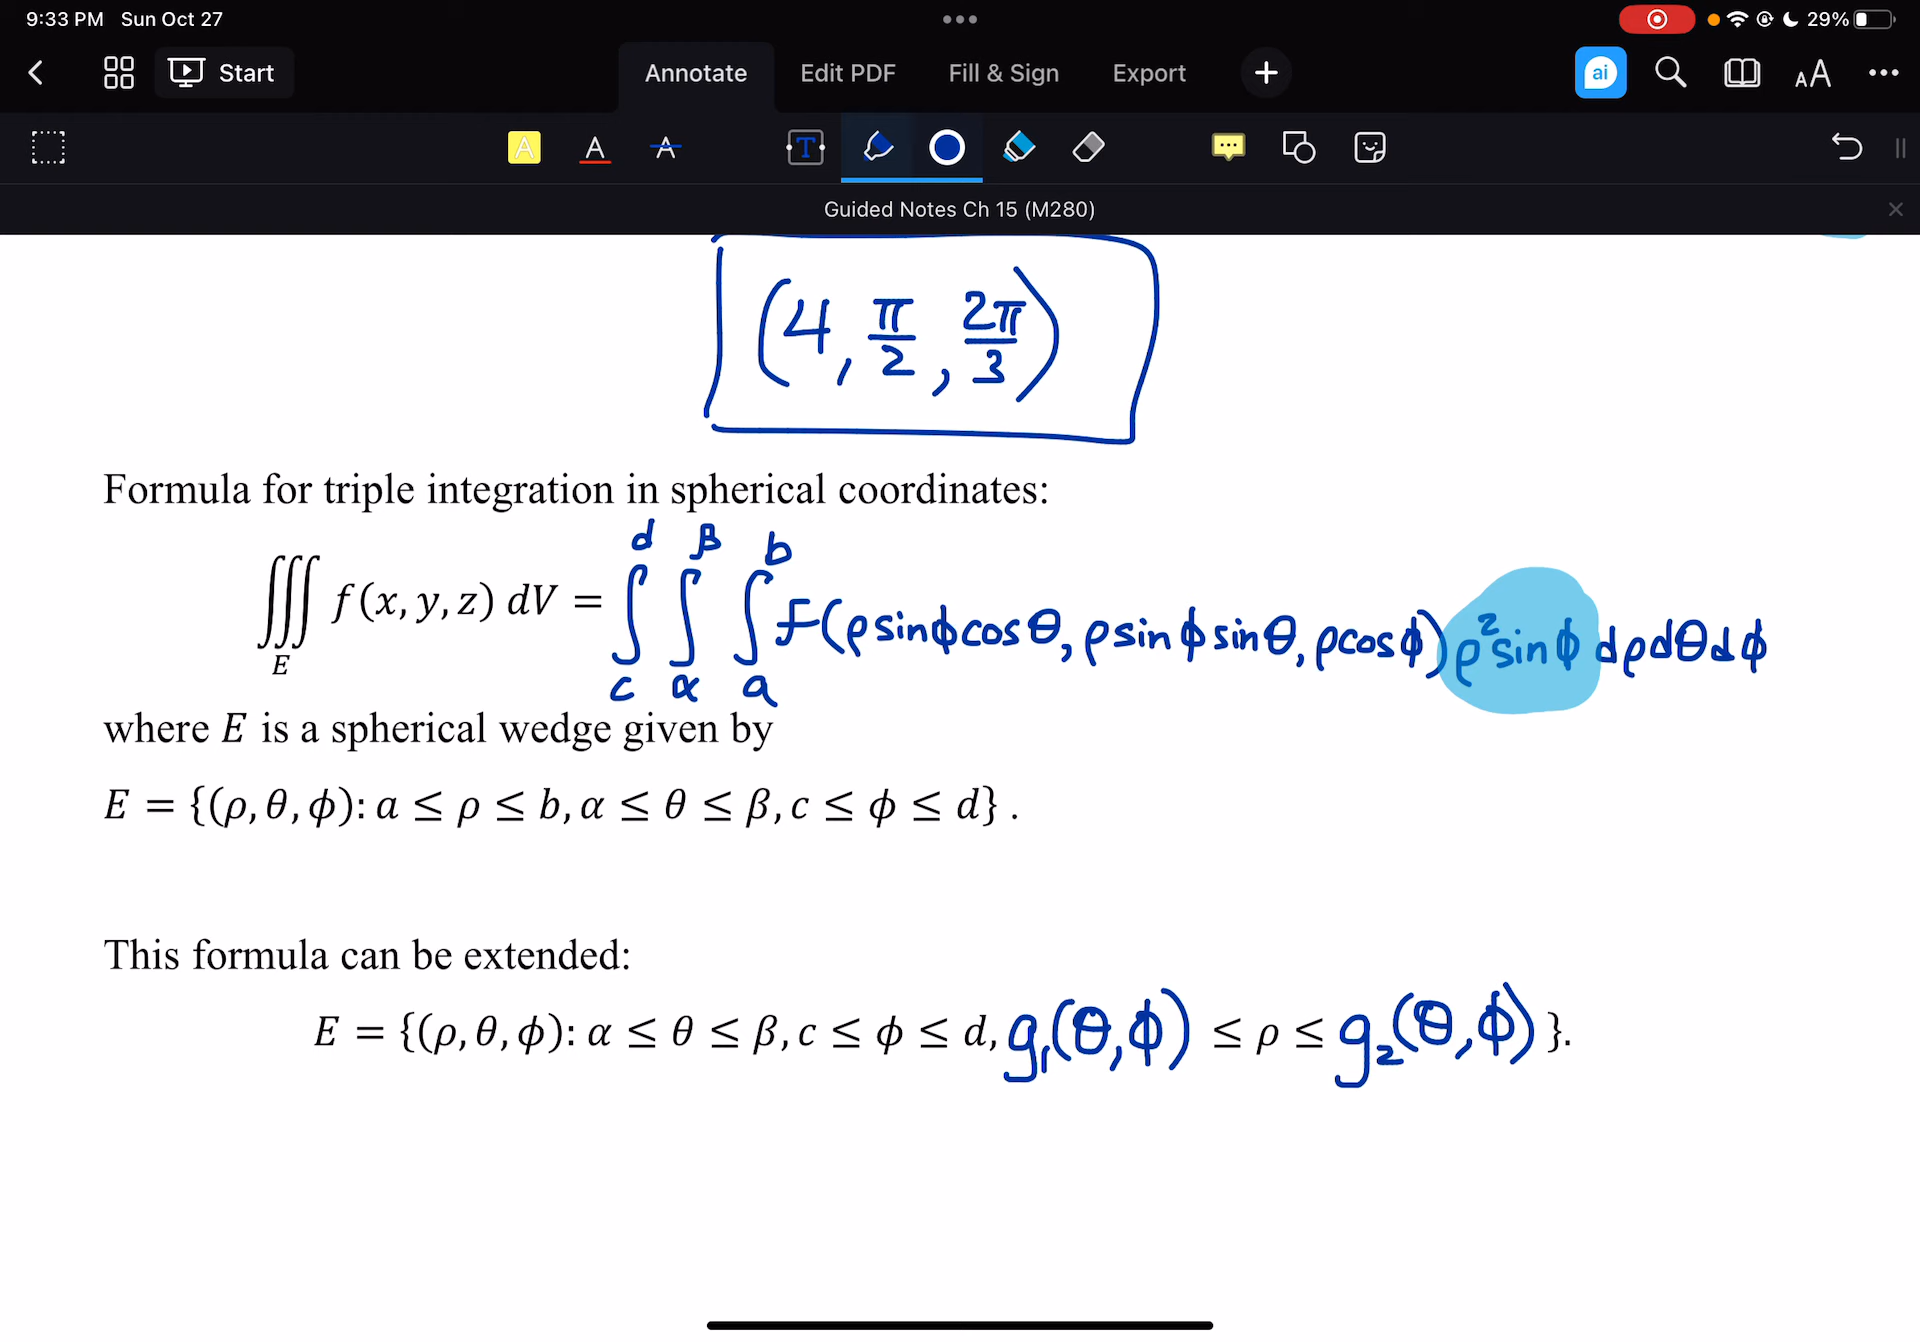 9:33 PM Sun Oct 27 29%
Start Annotate Edit PDF Fill & Sign Export + ai AA
A A A T
Guided Notes Ch 15 (M280)
(4, π/2, 2π/3)
Formula for triple integration in spherical coordinates:
∭_E f(x, y, z) dV = ∫_c^d ∫_α^β ∫_a^b f(ρsinϕcosθ, ρsinϕsinθ, ρcosϕ) ρ²sinϕ dρdθdϕ
where E is a spherical wedge given by
E = {(ρ, θ, ϕ): a ≤ ρ ≤ b, α ≤ θ ≤ β, c ≤ ϕ ≤ d} .
This formula can be extended:
E = {(ρ, θ, ϕ): α ≤ θ ≤ β, c ≤ ϕ ≤ d, g₁(θ,ϕ) ≤ ρ ≤ g₂(θ,ϕ) }.